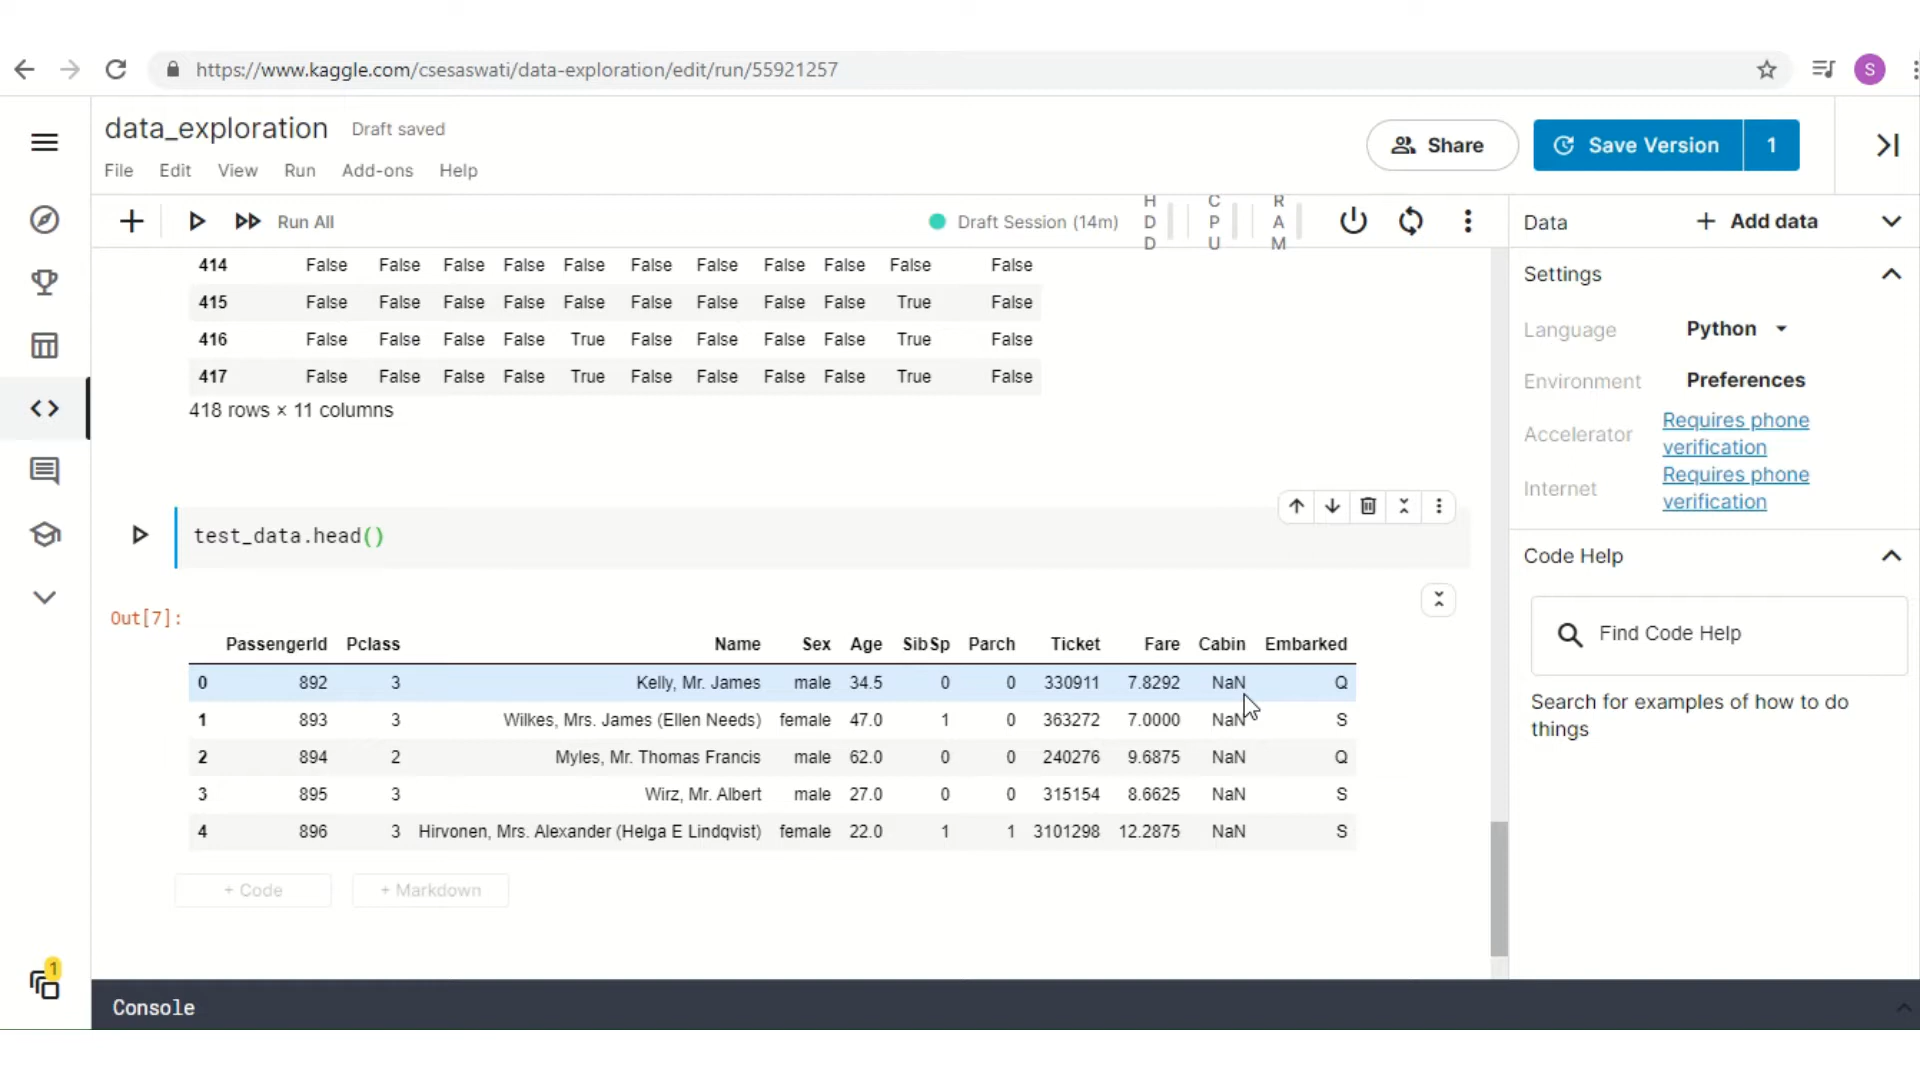 https://www.kaggle.com/csesaswati/data-exploration/edit/run/55921257
S
data_exploration Draft saved
File Edit View Run Add-ons Help
Share
Save Version 1
Run All
Draft Session (14m)
HDD
CPU
RAM
Data + Add data
414 False False False False False False False False False False False
415 False False False False False False False False False True False
416 False False False False True False False False False True False
417 False False False False True False False False False True False
418 rows × 11 columns
test_data.head()
Out[7]:
PassengerId Pclass Name Sex Age SibSp Parch Ticket Fare Cabin Embarked
0 892 3 Kelly, Mr. James male 34.5 0 0 330911 7.8292 NaN Q
1 893 3 Wilkes, Mrs. James (Ellen Needs) female 47.0 1 0 363272 7.0000 NaN S
2 894 2 Myles, Mr. Thomas Francis male 62.0 0 0 240276 9.6875 NaN Q
3 895 3 Wirz, Mr. Albert male 27.0 0 0 315154 8.6625 NaN S
4 896 3 Hirvonen, Mrs. Alexander (Helga E Lindqvist) female 22.0 1 1 3101298 12.2875 NaN S
+ Code + Markdown
Settings
Language Python
Environment Preferences
Accelerator Requires phone
verification
Internet Requires phone
verification
Code Help
Find Code Help
Search for examples of how to do
things
1
Console